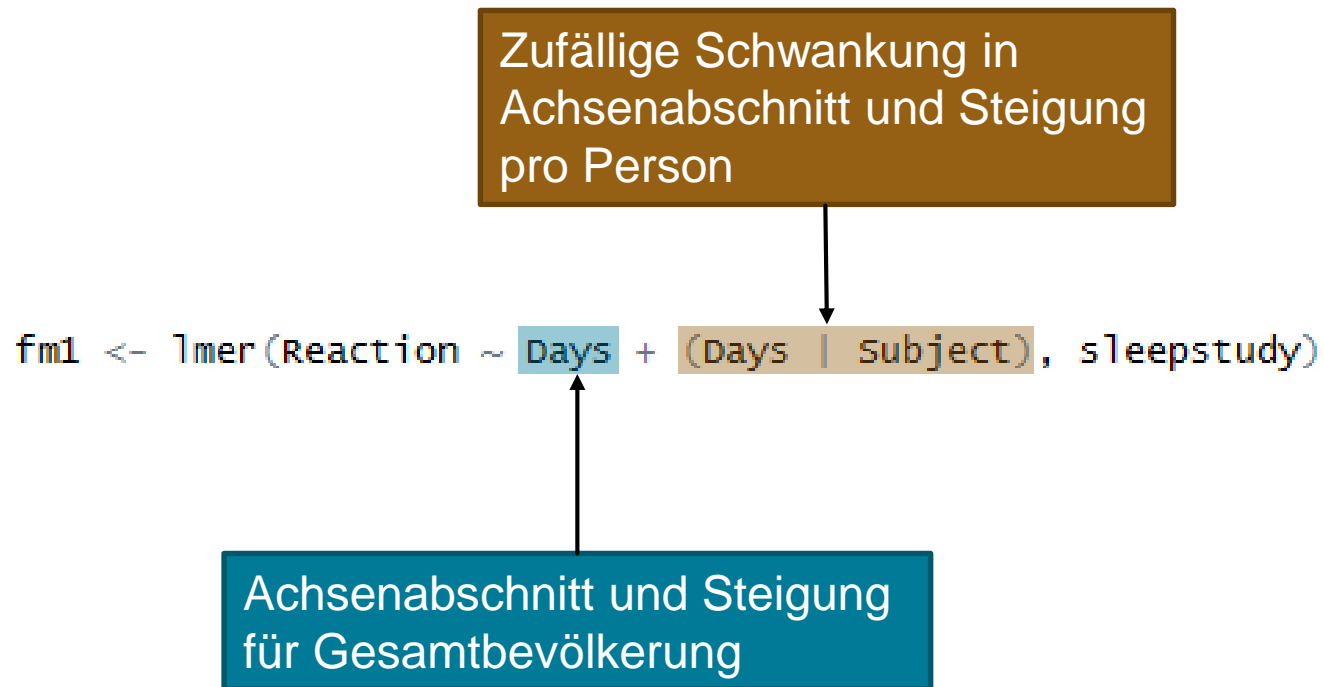 Zufällige Schwankung in
Achsenabschnitt und Steigung
pro Person
fm1 <- lmer(Reaction ~ Days + (Days | Subject), sleepstudy)
Achsenabschnitt und Steigung
für Gesamtbevölkerung